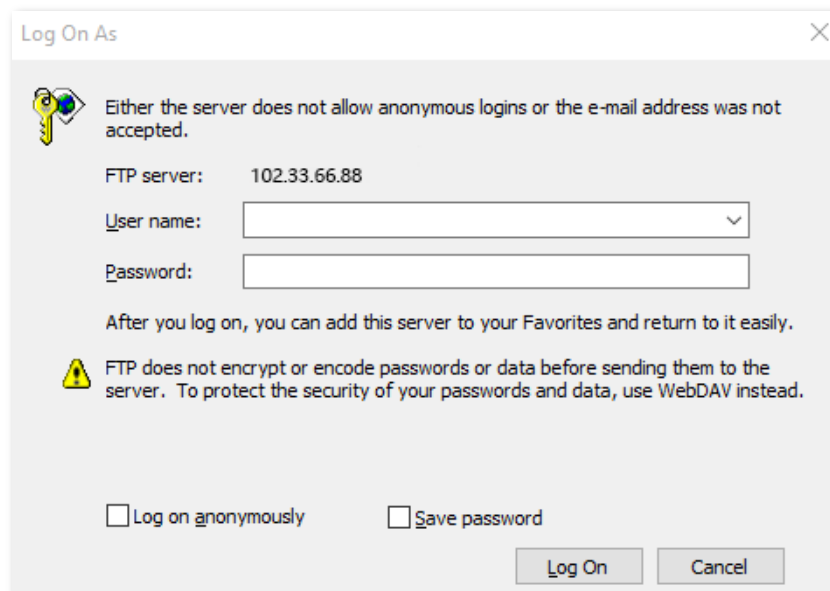 Log On As
Either the server does not allow anonymous logins or the e-mail address was not
accepted.
FTP server: 102.33.66.88
User name:
Password:
After you log on, you can add this server to your Favorites and return to it easily.
FTP does not encrypt or encode passwords or data before sending them to the
server. To protect the security of your passwords and data, use WebDAV instead.
Log on anonymously Save password
Log On Cancel